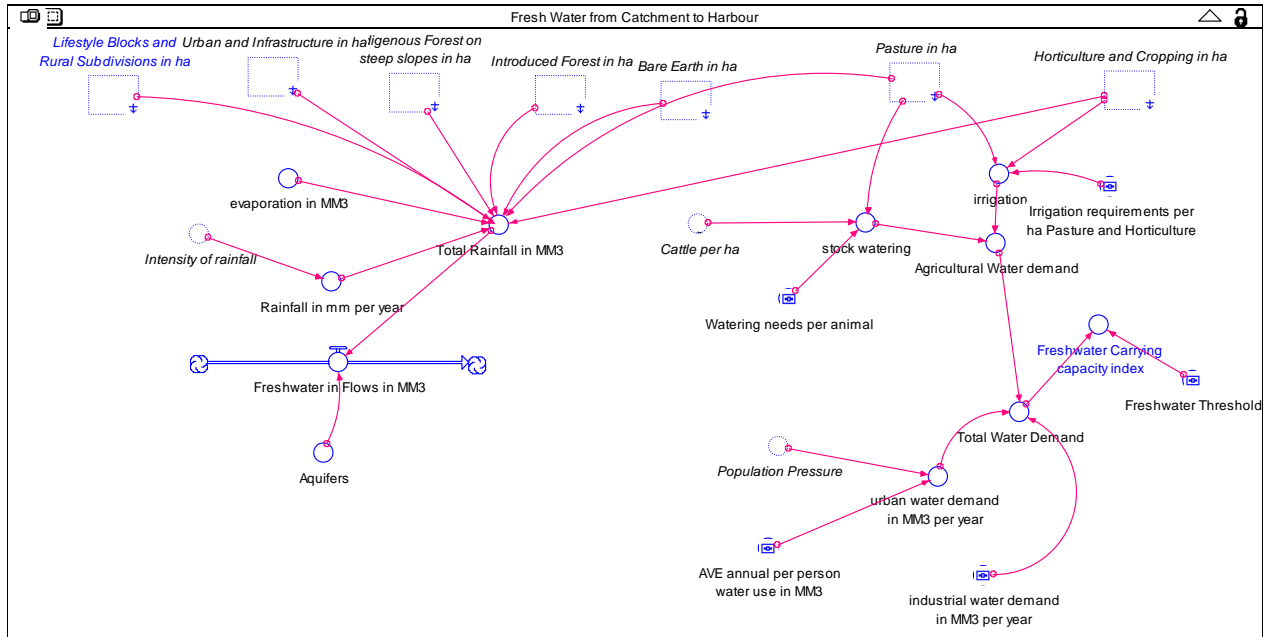 Fresh Water from Catchment to Harbour
Lifestyle Blocks and
Rural Subdivisions in ha
Urban and Infrastructure in ha
digenous Forest on
steep slopes in ha
Introduced Forest in ha
Bare Earth in ha
Pasture in ha
Horticulture and Cropping in ha
evaporation in MM3
Intensity of rainfall
Total Rainfall in MM3
Rainfall in mm per year
Freshwater in Flows in MM3
Aquifers
Cattle per ha
stock watering
Watering needs per animal
irrigation
Irrigation requirements per
ha Pasture and Horticulture
Agricultural Water demand
Freshwater Carrying
capacity index
Freshwater Threshold
Total Water Demand
Population Pressure
urban water demand
in MM3 per year
AVE annual per person
water use in MM3
industrial water demand
in MM3 per year